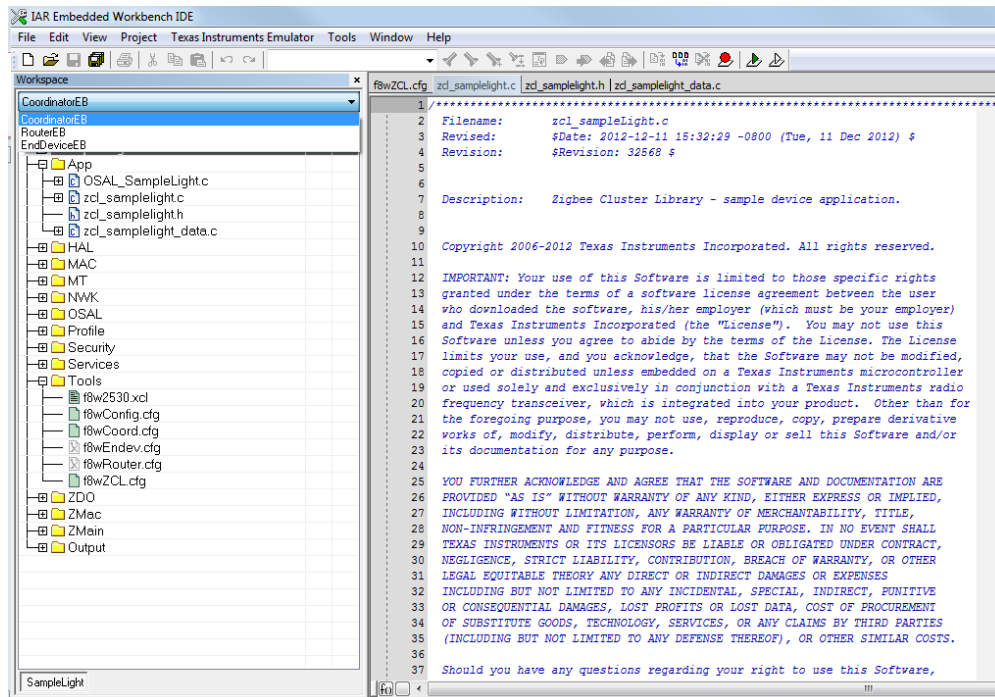 IAR Embedded Workbench IDE
File Edit View Project Texas Instruments Emulator Tools Window Help
Workspace
CoordinatorEB
CoordinatorEB
RouterEB
EndDeviceEB
App
OSAL_SampleLight.c
zcl_samplelight.c
zcl_samplelight.h
zcl_samplelight_data.c
HAL
MAC
MT
NWK
OSAL
Profile
Security
Services
Tools
f8w2530.xcl
f8wConfig.cfg
f8wCoord.cfg
f8wEndev.cfg
f8wRouter.cfg
f8wZCL.cfg
ZDO
ZMac
ZMain
Output
SampleLight
f8wZCL.cfg zcl_samplelight.c zcl_samplelight.h zcl_samplelight_data.c
1 /******************************************************************************
2 Filename: zcl_sampleLight.c
3 Revised: $Date: 2012-12-11 15:32:29 -0800 (Tue, 11 Dec 2012) $
4 Revision: $Revision: 32568 $
5
6
7 Description: Zigbee Cluster Library - sample device application.
8
9
10 Copyright 2006-2012 Texas Instruments Incorporated. All rights reserved.
11
12 IMPORTANT: Your use of this Software is limited to those specific rights
13 granted under the terms of a software license agreement between the user
14 who downloaded the software, his/her employer (which must be your employer)
15 and Texas Instruments Incorporated (the "License"). You may not use this
16 Software unless you agree to abide by the terms of the License. The License
17 limits your use, and you acknowledge, that the Software may not be modified,
18 copied or distributed unless embedded on a Texas Instruments microcontroller
19 or used solely and exclusively in conjunction with a Texas Instruments radio
20 frequency transceiver, which is integrated into your product. Other than for
21 the foregoing purpose, you may not use, reproduce, copy, prepare derivative
22 works of, modify, distribute, perform, display or sell this Software and/or
23 its documentation for any purpose.
24
25 YOU FURTHER ACKNOWLEDGE AND AGREE THAT THE SOFTWARE AND DOCUMENTATION ARE
26 PROVIDED “AS IS” WITHOUT WARRANTY OF ANY KIND, EITHER EXPRESS OR IMPLIED,
27 INCLUDING WITHOUT LIMITATION, ANY WARRANTY OF MERCHANTABILITY, TITLE,
28 NON-INFRINGEMENT AND FITNESS FOR A PARTICULAR PURPOSE. IN NO EVENT SHALL
29 TEXAS INSTRUMENTS OR ITS LICENSORS BE LIABLE OR OBLIGATED UNDER CONTRACT,
30 NEGLIGENCE, STRICT LIABILITY, CONTRIBUTION, BREACH OF WARRANTY, OR OTHER
31 LEGAL EQUITABLE THEORY ANY DIRECT OR INDIRECT DAMAGES OR EXPENSES
32 INCLUDING BUT NOT LIMITED TO ANY INCIDENTAL, SPECIAL, INDIRECT, PUNITIVE
33 OR CONSEQUENTIAL DAMAGES, LOST PROFITS OR LOST DATA, COST OF PROCUREMENT
34 OF SUBSTITUTE GOODS, TECHNOLOGY, SERVICES, OR ANY CLAIMS BY THIRD PARTIES
35 (INCLUDING BUT NOT LIMITED TO ANY DEFENSE THEREOF), OR OTHER SIMILAR COSTS.
36
37 Should you have any questions regarding your right to use this Software,